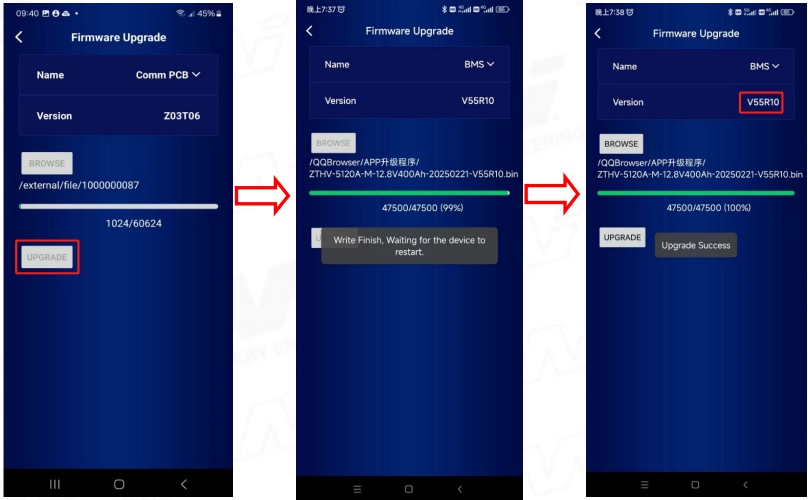 09:40
45%
Firmware Upgrade
Name Comm PCB
Version Z03T06
BROWSE
/external/file/1000000087
1024/60624
UPGRADE
晚上7:37
Firmware Upgrade
Name BMS
Version V55R10
BROWSE
/QQBrowser/APP升级程序/
ZTHV-5120A-M-12.8V400Ah-20250221-V55R10.bin
47500/47500 (99%)
Write Finish, Waiting for the device to
restart.
晚上7:38
Firmware Upgrade
Name BMS
Version V55R10
BROWSE
/QQBrowser/APP升级程序/
ZTHV-5120A-M-12.8V400Ah-20250221-V55R10.bin
47500/47500 (100%)
UPGRADE
Upgrade Success